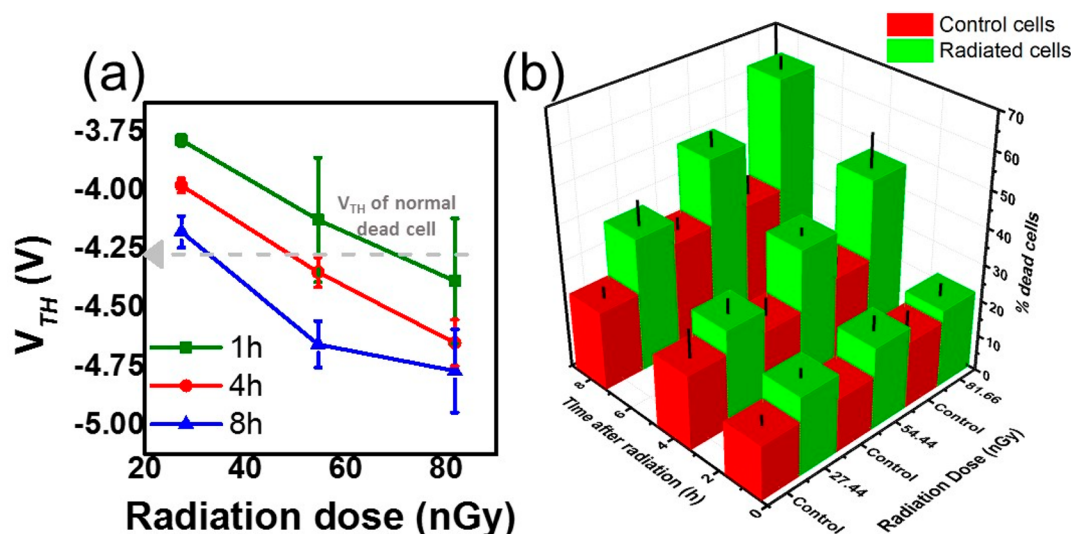 (a)
-3.75
-4.00
-4.25
-4.50
-4.75
-5.00
V_TH (V)
V_TH of normal
dead cell
1h
4h
8h
20
40
60
80
Radiation dose (nGy)
(b)
Control cells
Radiated cells
70
60
50
40
30
20
10
0
% dead cells
8
6
4
2
0
Time after radiation (h)
Control
27.44
Control
54.44
Control
81.66
Radiation Dose (nGy)